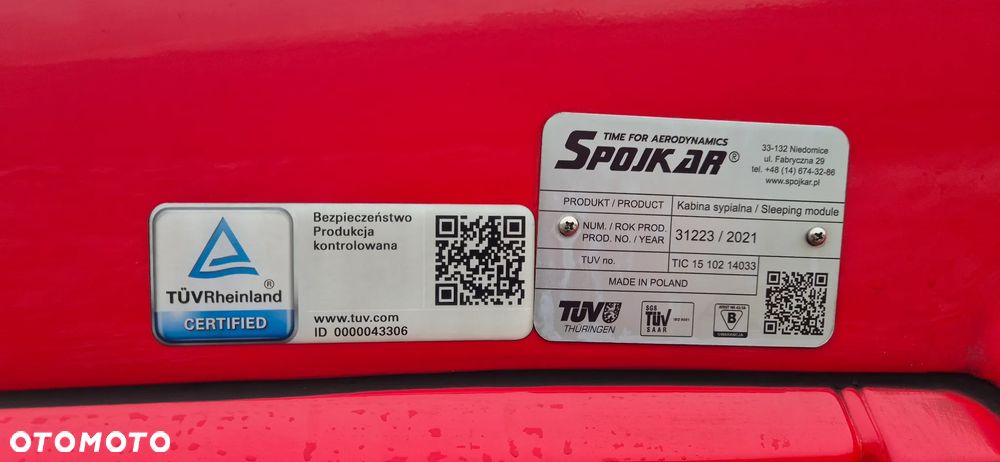 Bezpieczeństwo
Produkcja
kontrolowana
®
TÜVRheinland
CERTIFIED
www.tuv.com
ID 0000043306
TIME FOR AERODYNAMICS
SPOJKAR®
33-132 Niedomice
ul. Fabryczna 29
tel. +48 (14) 674-32-86
www.spojkar.pl
PRODUKT / PRODUCT Kabina sypialna / Sleeping module
NUM. / ROK PROD.
PROD. NO. / YEAR
31223 / 2021
TUV no. TIC 15 102 14033
MADE IN POLAND
TÜV
THÜRINGEN
SGS
TÜV
SAAR
ISO 9001
B
OTOMOTO